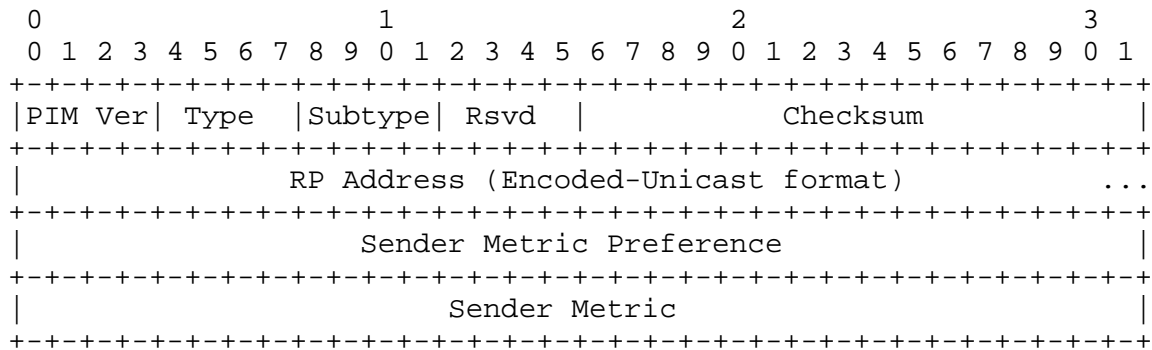 0                   1                   2                   3
 0 1 2 3 4 5 6 7 8 9 0 1 2 3 4 5 6 7 8 9 0 1 2 3 4 5 6 7 8 9 0 1
+-+-+-+-+-+-+-+-+-+-+-+-+-+-+-+-+-+-+-+-+-+-+-+-+-+-+-+-+-+-+-+-+
|PIM Ver| Type  |Subtype| Rsvd  |           Checksum            |
+-+-+-+-+-+-+-+-+-+-+-+-+-+-+-+-+-+-+-+-+-+-+-+-+-+-+-+-+-+-+-+-+
|               RP Address (Encoded-Unicast format)           ...
+-+-+-+-+-+-+-+-+-+-+-+-+-+-+-+-+-+-+-+-+-+-+-+-+-+-+-+-+-+-+-+-+
|                   Sender Metric Preference                    |
+-+-+-+-+-+-+-+-+-+-+-+-+-+-+-+-+-+-+-+-+-+-+-+-+-+-+-+-+-+-+-+-+
|                        Sender Metric                          |
+-+-+-+-+-+-+-+-+-+-+-+-+-+-+-+-+-+-+-+-+-+-+-+-+-+-+-+-+-+-+-+-+